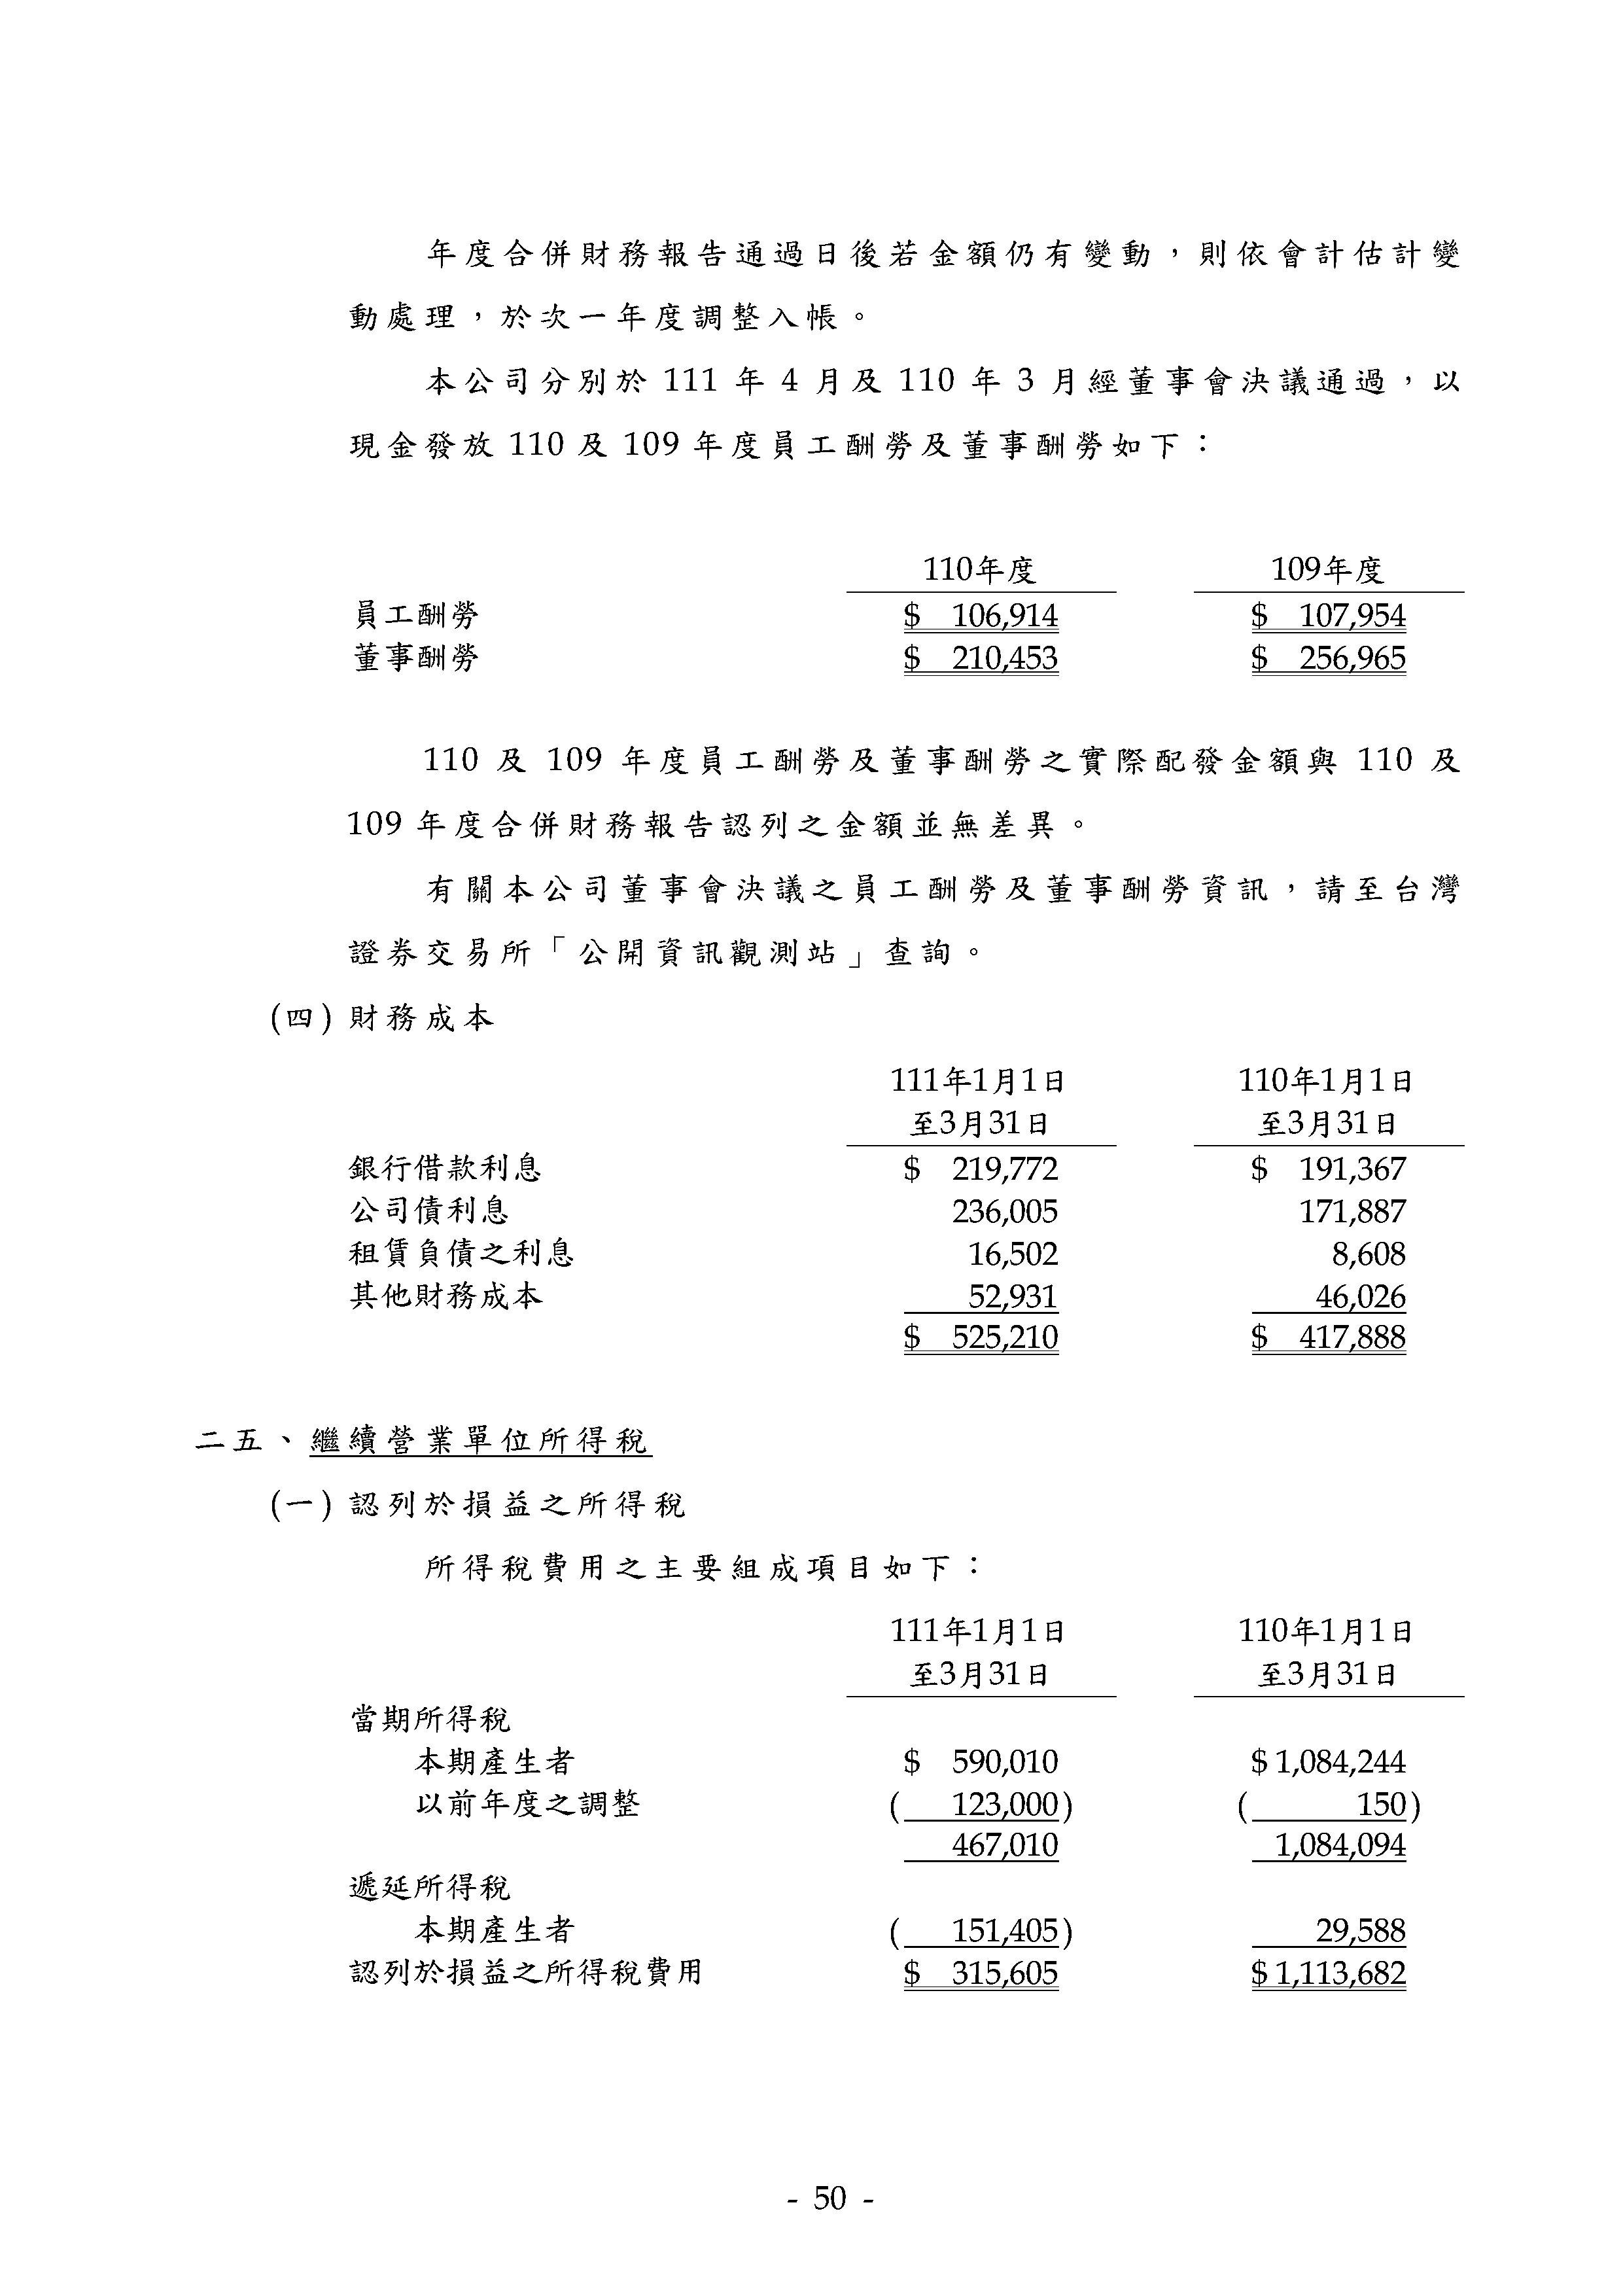 年度合併財務報告通過日後若金額仍有變動，則依會計估計變
動處理，於次一年度調整入帳。
本公司分別於 111 年 4 月及 110 年 3 月經董事會決議通過，以
現金發放 110 及 109 年度員工酬勞及董事酬勞如下：
110年度 109年度
員工酬勞 $ 106,914 $ 107,954
董事酬勞 $ 210,453 $ 256,965
110 及 109 年度員工酬勞及董事酬勞之實際配發金額與 110 及
109 年度合併財務報告認列之金額並無差異。
有關本公司董事會決議之員工酬勞及董事酬勞資訊，請至台灣
證券交易所「公開資訊觀測站」查詢。
(四) 財務成本
111年1月1日 110年1月1日
至3月31日 至3月31日
銀行借款利息 $ 219,772 $ 191,367
公司債利息 236,005 171,887
租賃負債之利息 16,502 8,608
其他財務成本 52,931 46,026
$ 525,210 $ 417,888
二五、繼續營業單位所得稅
(一) 認列於損益之所得稅
所得稅費用之主要組成項目如下：
111年1月1日 110年1月1日
至3月31日 至3月31日
當期所得稅
本期產生者 $ 590,010 $ 1,084,244
以前年度之調整 ( 123,000) ( 150)
467,010 1,084,094
遞延所得稅
本期產生者 ( 151,405) 29,588
認列於損益之所得稅費用 $ 315,605 $ 1,113,682
- 50 -